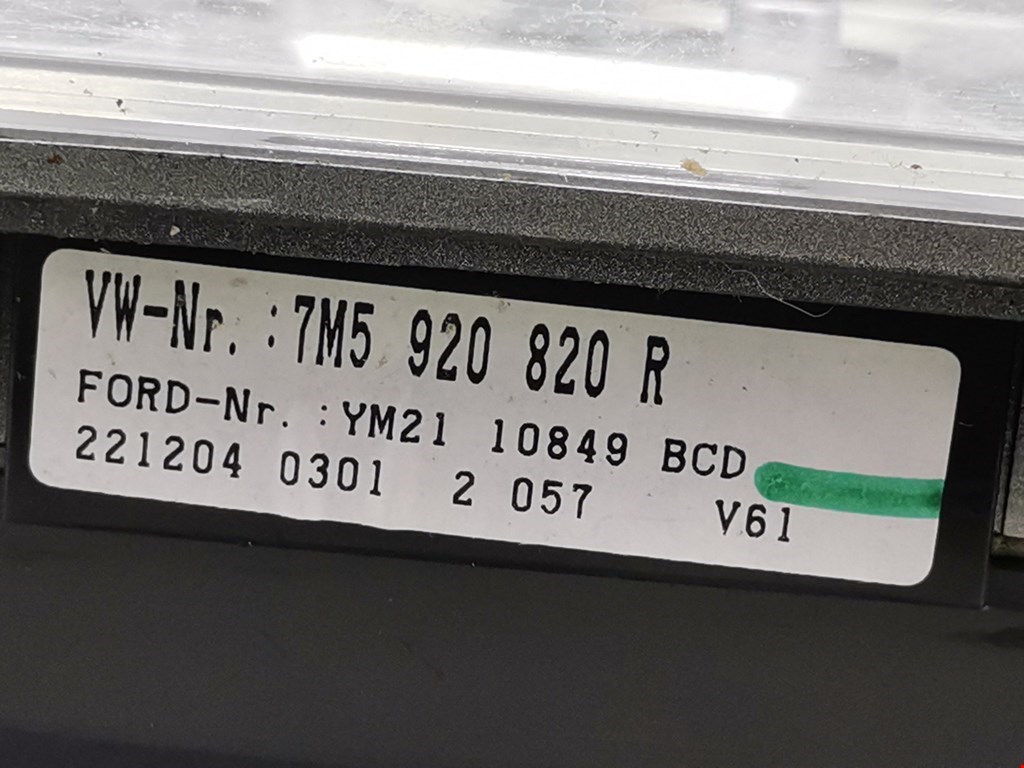 VW-Nr. :7M5 920 820 R
FORD-Nr. :YM21 10849 BCD
221204 0301 2 057 V61